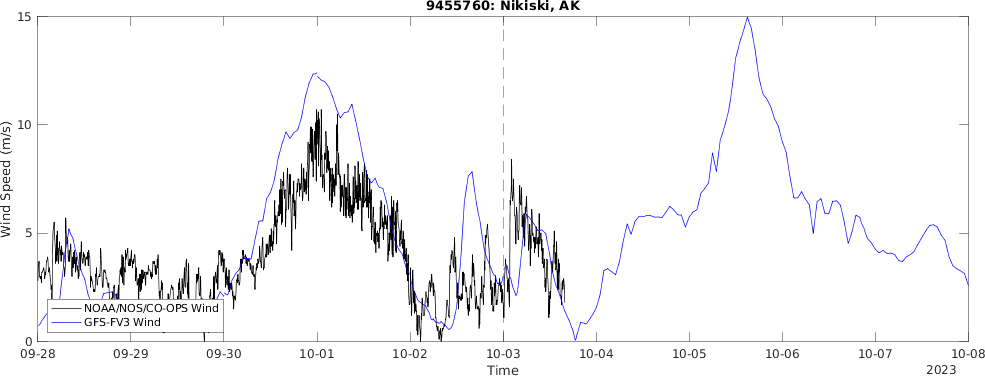 9455760: Nikiski, AK
Wind Speed (m/s)
15
10
5
0
NOAA/NOS/CO-OPS Wind
GFS-FV3 Wind
09-28 09-29 09-30 10-01 10-02 10-03 10-04 10-05 10-06 10-07 10-08
Time
2023